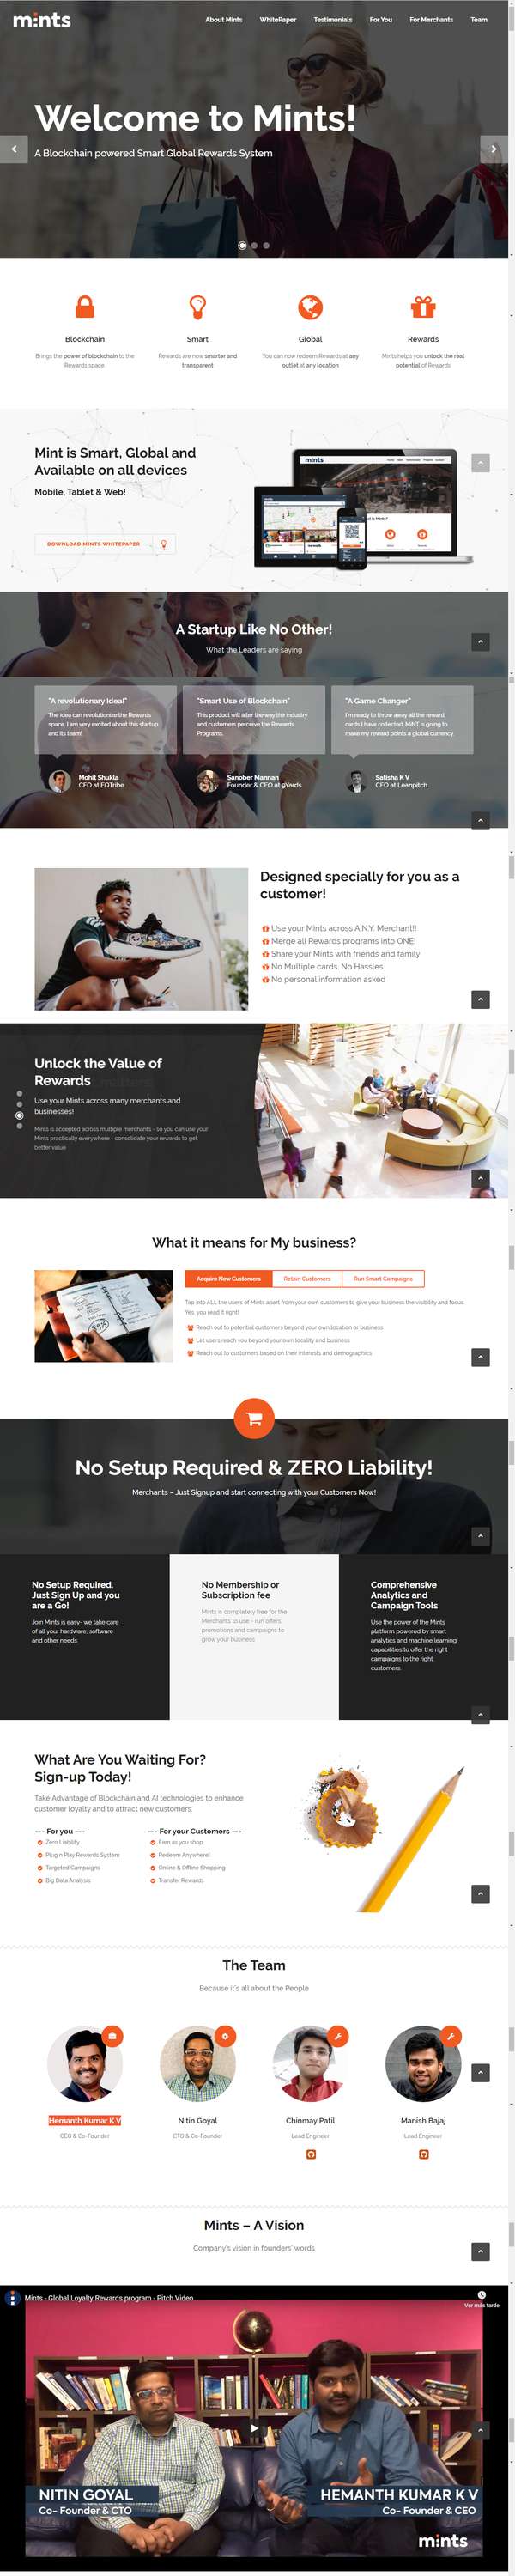 mints
About Mints WhitePaper Testimonials For You For Merchants Team
Welcome to Mints!
A Blockchain powered Smart Global Rewards System
Blockchain
Brings the power of blockchain to the
Rewards space
Smart
Rewards are now smarter and
transparent
Global
You can now redeem Rewards at any
outlet at any location
Rewards
Mints helps you unlock the real
potential of Rewards
Mint is Smart, Global and
Available on all devices
Mobile, Tablet & Web!
DOWNLOAD MINTS WHITEPAPER
mints
A Startup Like No Other!
What the Leaders are saying
"A revolutionary idea!"
The idea can revolutionize the Rewards
space. I am very excited about this startup
and its team!
Mohit Shukla
CEO at EQTribe
"Smart Use of Blockchain"
This product will alter the way the industry
and customers perceive the Rewards
Programs.
Sanober Mannan
Founder & CEO at gYards
"A Game Changer"
I'm ready to throw away all the reward
cards I have collected. MINT is going to
make my reward points a global currency.
Satisha K V
CEO at Leanpitch
Designed specially for you as a
customer!
Use your Mints across A.N.Y. Merchant!!
Merge all Rewards programs into ONE!
Share your Mints with friends and family
No Multiple cards. No Hassles
No personal information asked
Unlock the Value of
Rewards
Use your Mints across many merchants and
businesses!
Mints is accepted across multiple merchants - so you can use your
Mints practically everywhere - consolidate your rewards to get
better value
What it means for My business?
Acquire New Customers Retain Customers Run Smart Campaigns
Tap into ALL the users of Mints apart from your own customers to give your business the visibility and focus.
Yes, you read it right!
Reach out to potential customers beyond your own location or business
Let users reach you beyond your own locality and business
Reach out to customers based on their interests and demographics
No Setup Required & ZERO Liability!
Merchants – Just Signup and start connecting with your Customers Now!
No Setup Required.
Just Sign Up and you
are a Go!
Join Mints is easy- we take care
of all your hardware, software
and other needs
No Membership or
Subscription fee
Mints is completely free for the
Merchants to use - run offers,
promotions and campaigns to
grow your business
Comprehensive
Analytics and
Campaign Tools
Use the power of the Mints
platform powered by smart
analytics and machine learning
capabilities to offer the right
campaigns to the right
customers.
What Are You Waiting For?
Sign-up Today!
Take Advantage of Blockchain and AI technologies to enhance
customer loyalty and to attract new customers.
—- For you —-
Zero Liability
Plug n Play Rewards System
Targeted Campaigns
Big Data Analysis
—- For your Customers —-
Earn as you shop
Redeem Anywhere!
Online & Offline Shopping
Transfer Rewards
The Team
Because it's all about the People
Hemanth Kumar K V
CEO & Co-Founder
Nitin Goyal
CTO & Co-Founder
Chinmay Patil
Lead Engineer
Manish Bajaj
Lead Engineer
Mints – A Vision
Company's vision in founders' words
Mints - Global Loyalty Rewards program - Pitch Video
Ver más tarde
NITIN GOYAL
Co- Founder & CTO
HEMANTH KUMAR K V
Co- Founder & CEO
mints